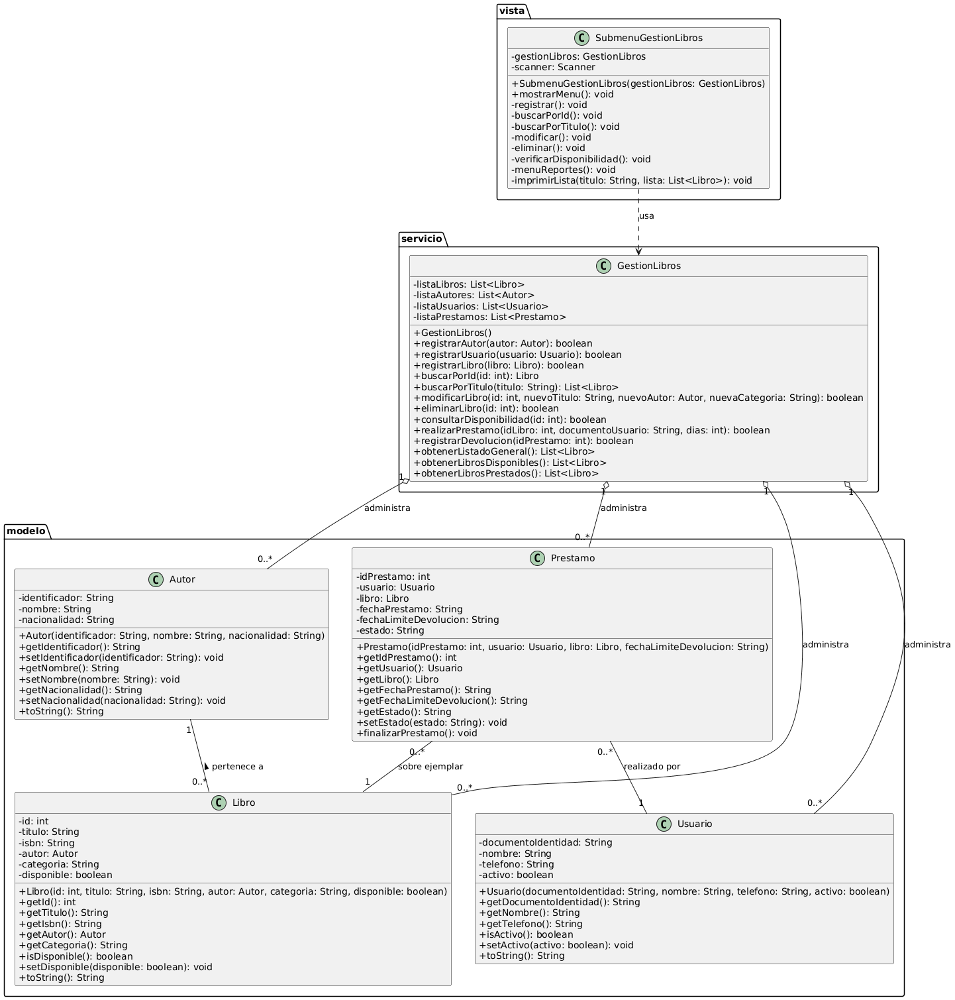 vista
C SubmenuGestionLibros
-gestionLibros: GestionLibros
-scanner: Scanner
+SubmenuGestionLibros(gestionLibros: GestionLibros)
+mostrarMenu(): void
-registrar(): void
-buscarPorId(): void
-buscarPorTitulo(): void
-modificar(): void
-eliminar(): void
-verificarDisponibilidad(): void
-menuReportes(): void
-imprimirLista(titulo: String, lista: List<Libro>): void
usa
servicio
C GestionLibros
-listaLibros: List<Libro>
-listaAutores: List<Autor>
-listaUsuarios: List<Usuario>
-listaPrestamos: List<Prestamo>
+GestionLibros()
+registrarAutor(autor: Autor): boolean
+registrarUsuario(usuario: Usuario): boolean
+registrarLibro(libro: Libro): boolean
+buscarPorId(id: int): Libro
+buscarPorTitulo(titulo: String): List<Libro>
+modificarLibro(id: int, nuevoTitulo: String, nuevoAutor: Autor, nuevaCategoria: String): boolean
+eliminarLibro(id: int): boolean
+consultarDisponibilidad(id: int): boolean
+realizarPrestamo(idLibro: int, documentoUsuario: String, dias: int): boolean
+registrarDevolucion(idPrestamo: int): boolean
+obtenerListadoGeneral(): List<Libro>
+obtenerLibrosDisponibles(): List<Libro>
+obtenerLibrosPrestados(): List<Libro>
1
1
1
1
administra
administra
modelo
0..*
0..*
C Autor
-identificador: String
-nombre: String
-nacionalidad: String
+Autor(identificador: String, nombre: String, nacionalidad: String)
+getIdentificador(): String
+setIdentificador(identificador: String): void
+getNombre(): String
+setNombre(nombre: String): void
+getNacionalidad(): String
+setNacionalidad(nacionalidad: String): void
+toString(): String
C Prestamo
-idPrestamo: int
-usuario: Usuario
-libro: Libro
-fechaPrestamo: String
-fechaLimiteDevolucion: String
-estado: String
+Prestamo(idPrestamo: int, usuario: Usuario, libro: Libro, fechaLimiteDevolucion: String)
+getIdPrestamo(): int
+getUsuario(): Usuario
+getLibro(): Libro
+getFechaPrestamo(): String
+getFechaLimiteDevolucion(): String
+getEstado(): String
+setEstado(estado: String): void
+finalizarPrestamo(): void
administra
administra
1
0..*
0..*
pertenece a
sobre ejemplar
realizado por
0..*
1
0..*
1
0..*
C Libro
-id: int
-titulo: String
-isbn: String
-autor: Autor
-categoria: String
-disponible: boolean
+Libro(id: int, titulo: String, isbn: String, autor: Autor, categoria: String, disponible: boolean)
+getId(): int
+getTitulo(): String
+getIsbn(): String
+getAutor(): Autor
+getCategoria(): String
+isDisponible(): boolean
+setDisponible(disponible: boolean): void
+toString(): String
C Usuario
-documentoIdentidad: String
-nombre: String
-telefono: String
-activo: boolean
+Usuario(documentoIdentidad: String, nombre: String, telefono: String, activo: boolean)
+getDocumentoIdentidad(): String
+getNombre(): String
+getTelefono(): String
+isActivo(): boolean
+setActivo(activo: boolean): void
+toString(): String